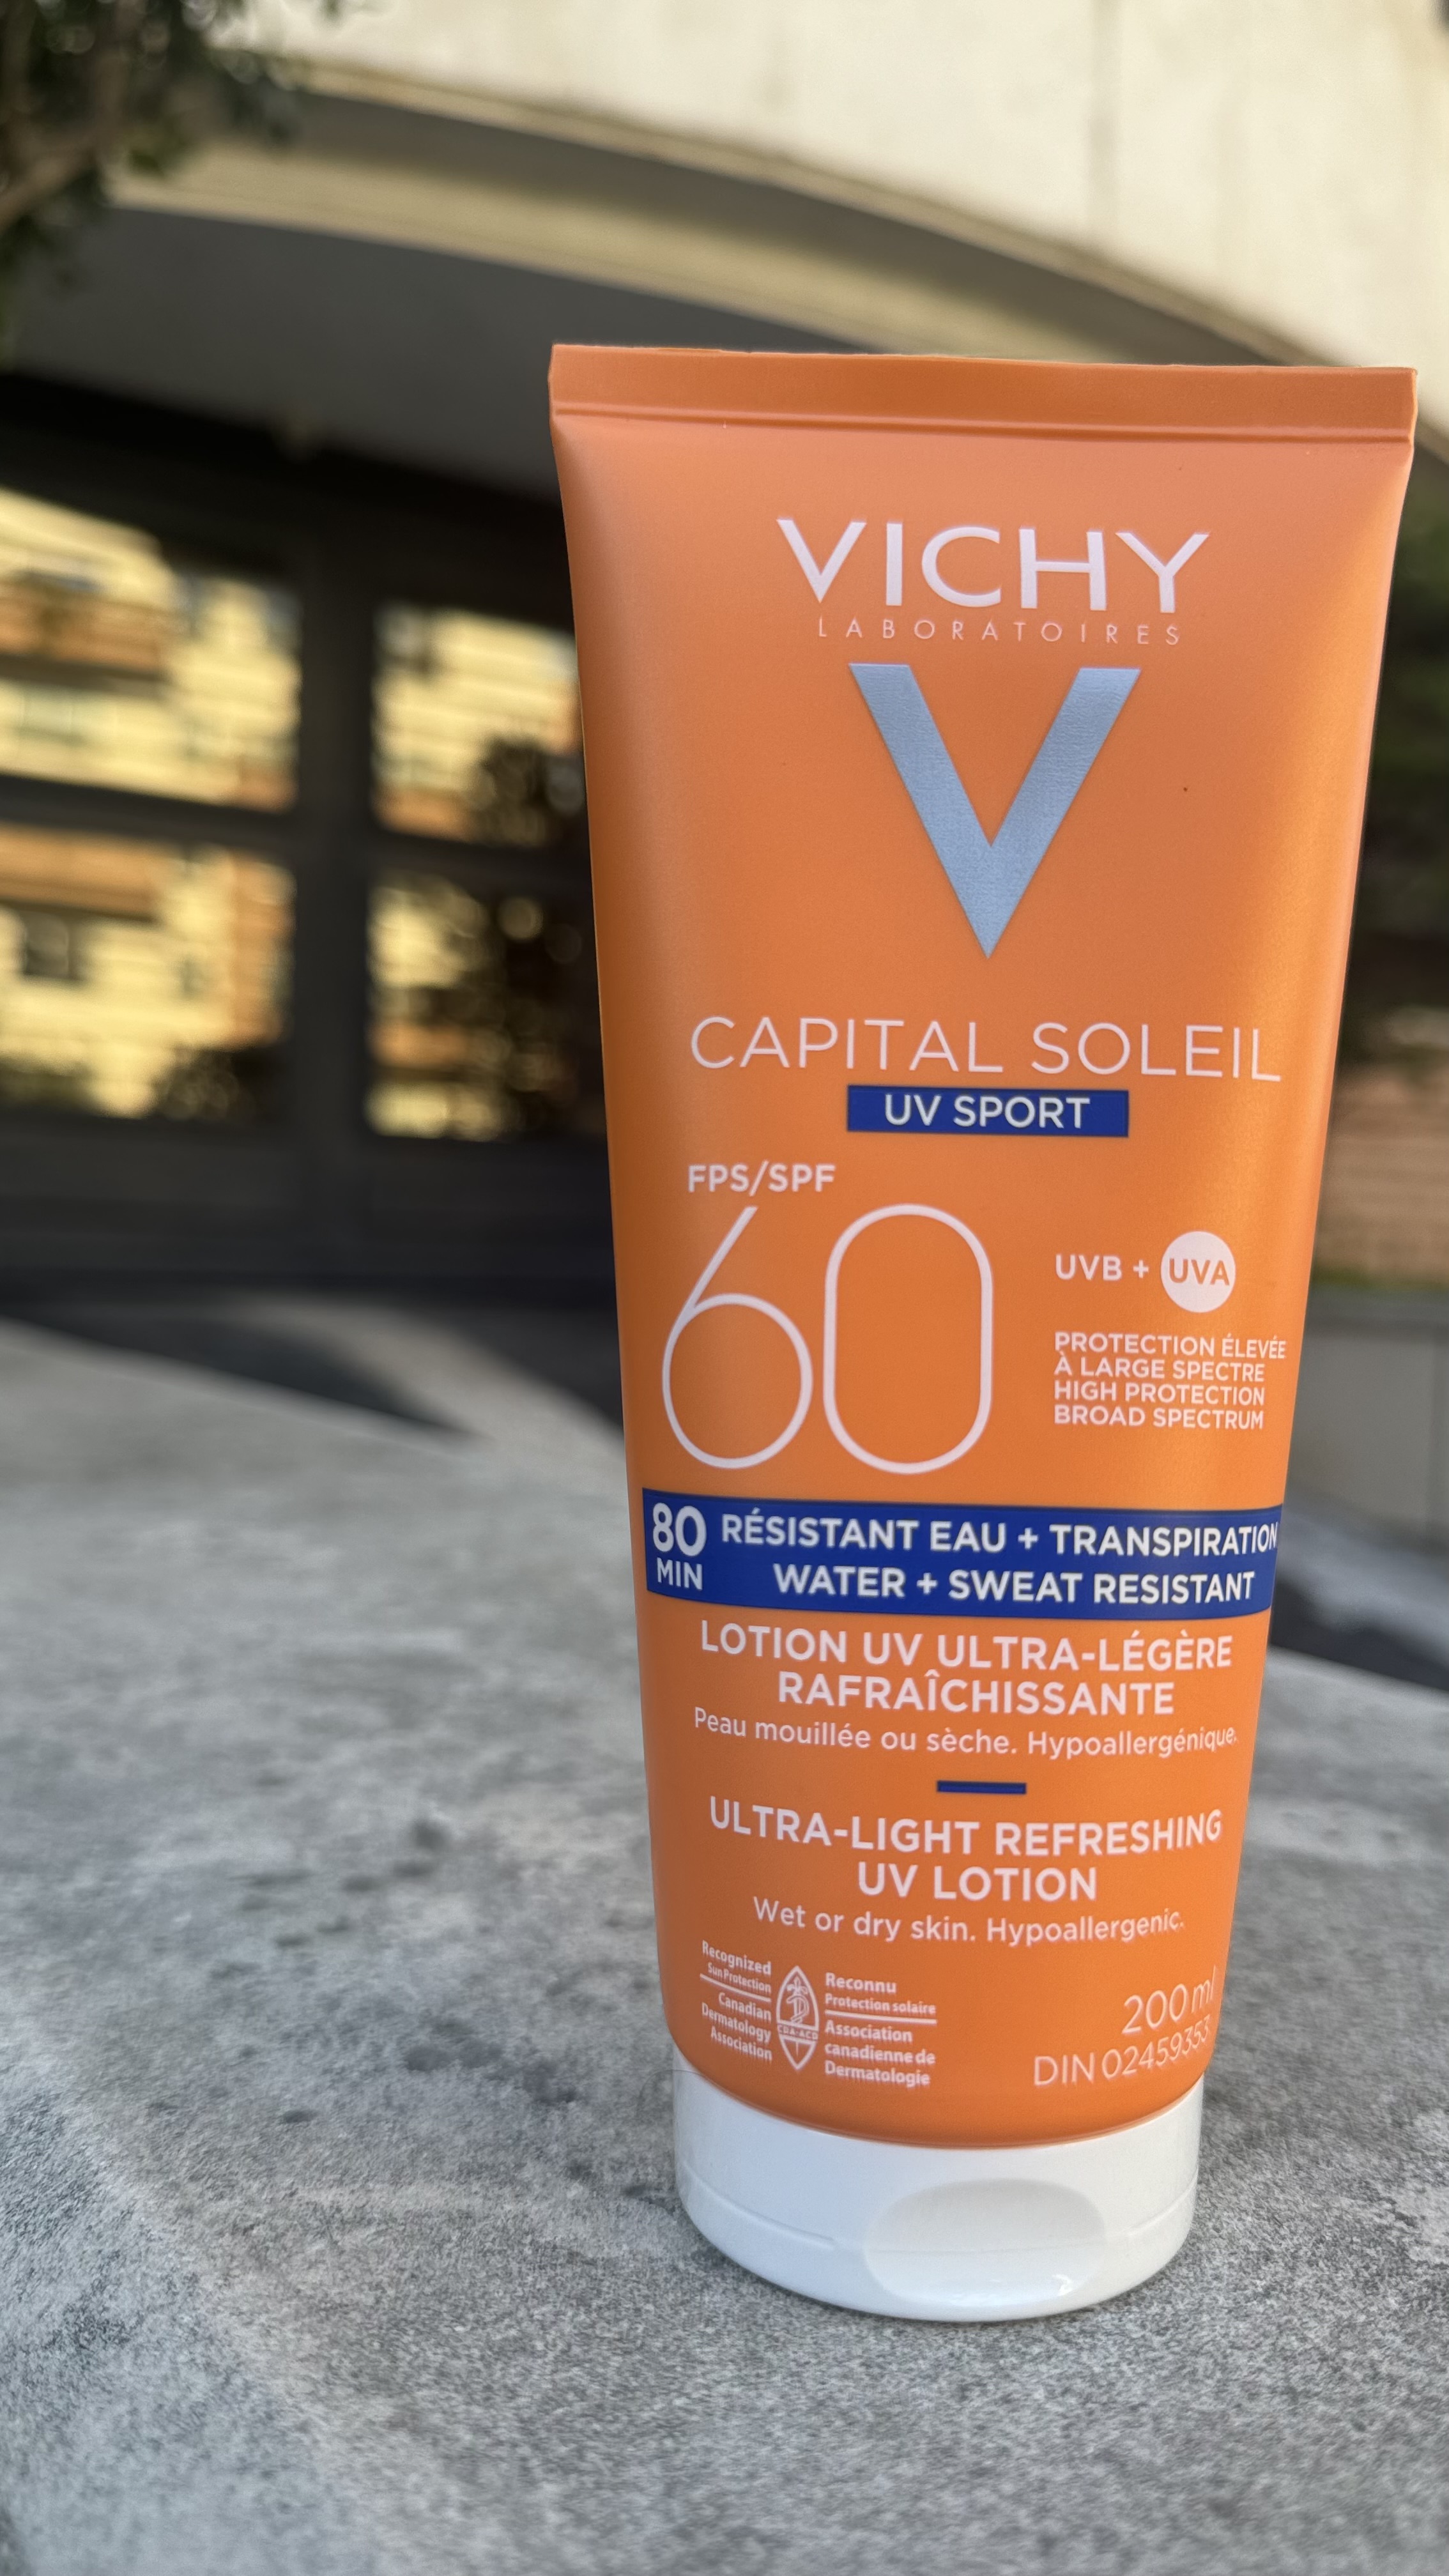 VICHY
LABORATOIRES
CAPITAL SOLEIL
UV SPORT
FPS/SPF
60
UVB + UVA
PROTECTION ÉLEVÉE
À LARGE SPECTRE
HIGH PROTECTION
BROAD SPECTRUM
80 MIN
RÉSISTANT EAU + TRANSPIRATION
WATER + SWEAT RESISTANT
LOTION UV ULTRA-LÉGÈRE
RAFRAÎCHISSANTE
Peau mouillée ou sèche. Hypoallergénique.
ULTRA-LIGHT REFRESHING
UV LOTION
Wet or dry skin. Hypoallergenic.
Recognized
Sun Protection
Canadian
Dermatology
Association
CDA-ACD
Reconnu
Protection solaire
Association
canadienne de
Dermatologie
200 ml
DIN 02459353